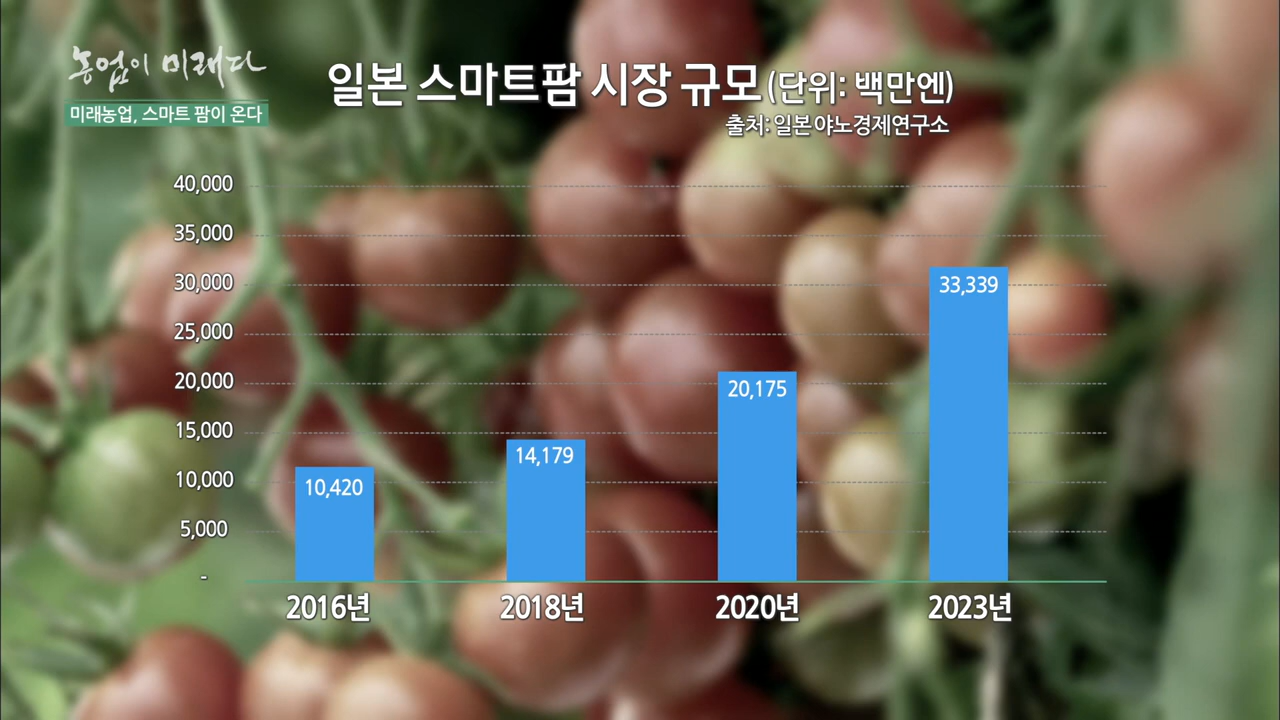 농업이 미래다
미래농업, 스마트 팜이 온다
일본 스마트팜 시장 규모 (단위: 백만엔)
출처: 일본 야노경제연구소
40,000
35,000
30,000
25,000
20,000
15,000
10,000
5,000
-
10,420
14,179
20,175
33,339
2016년
2018년
2020년
2023년